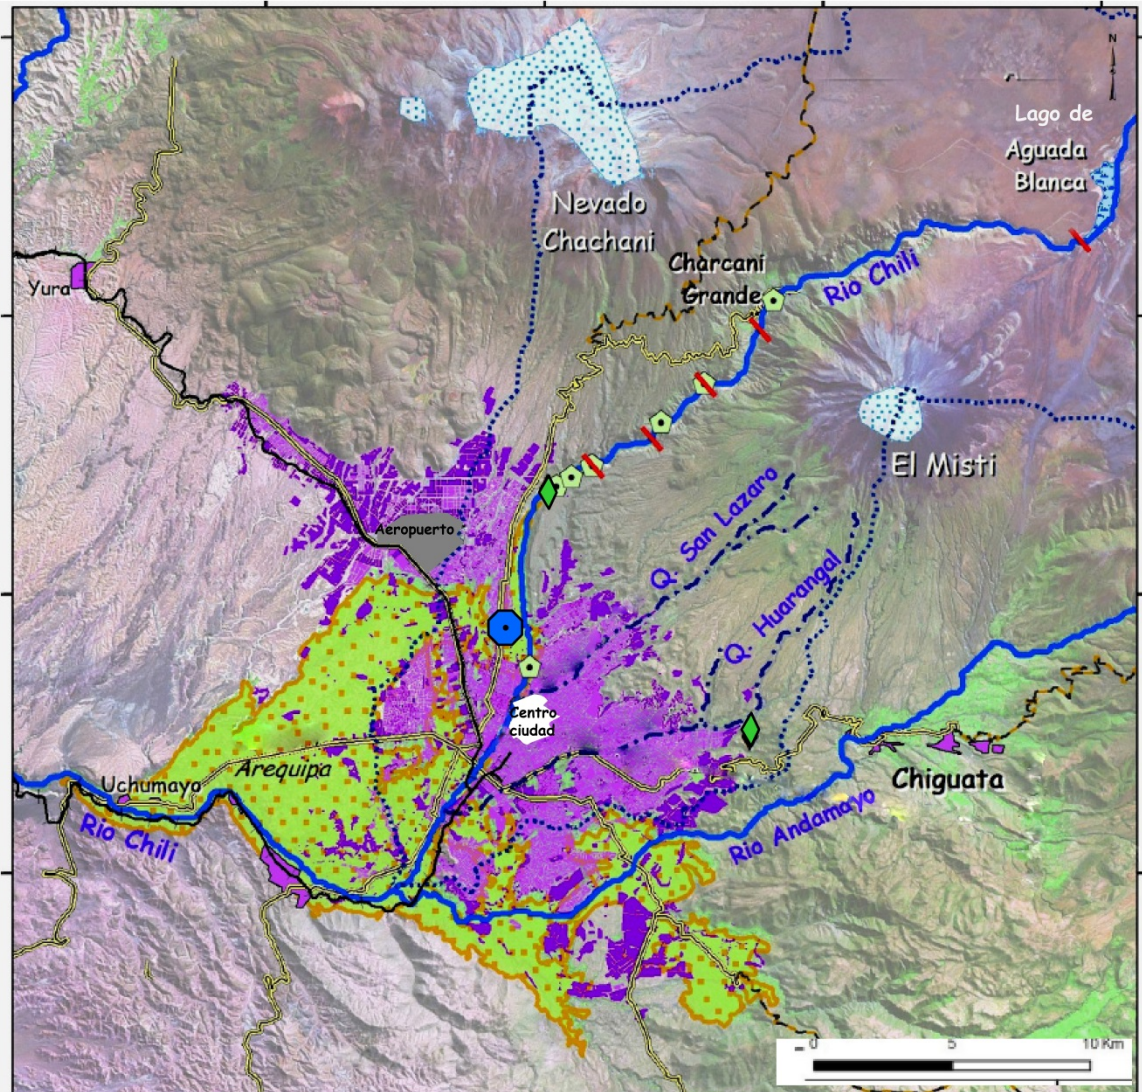 N
Lago de
Aguada
Blanca
Nevado
Chachani
Charcani
Grande
Rio Chili
Yura
El Misti
Q. San Lazaro
Aeropuerto
Q. Huarangal
Centro
ciudad
Arequipa
Uchumayo
Chiguata
Rio Andamayo
Rio Chili
0 5 10 Km